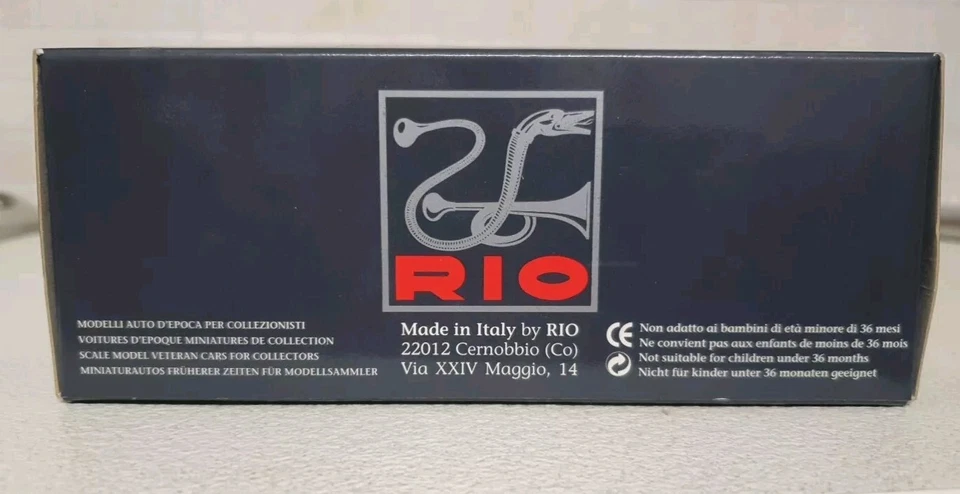 RIO
MODELLI AUTO D'EPOCA PER COLLEZIONISTI
VOITURES D'EPOQUE MINIATURES DE COLLECTION
SCALE MODEL VETERAN CARS FOR COLLECTORS
MINIATURAUTOS FRÜHERER ZEITEN FÜR MODELLSAMMLER
Made in Italy by RIO
22012 Cernobbio (Co)
Via XXIV Maggio, 14
CE
Non adatto ai bambini di età minore di 36 mesi
Ne convient pas aux enfants de moins de 36 mois
Not suitable for children under 36 months
Nicht für kinder unter 36 monaten geeignet